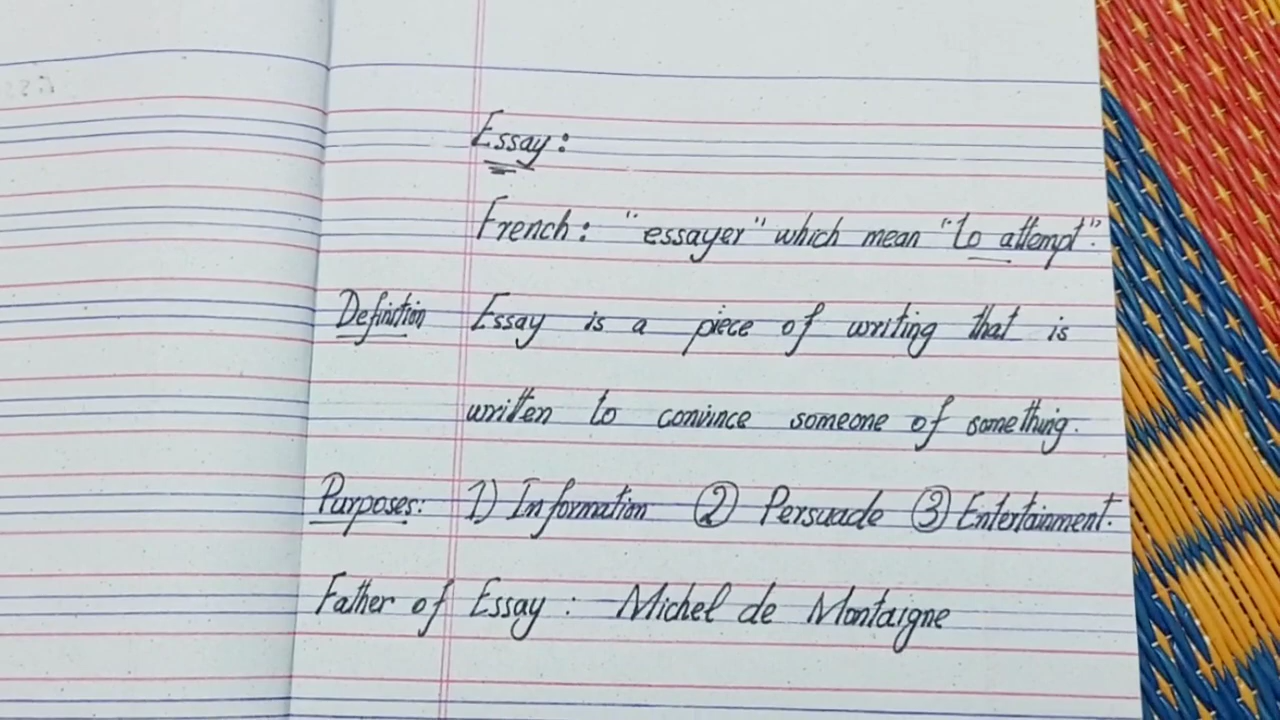 Essay:
French: "essayer" which mean "to attempt".
Definition Essay is a piece of writing that is
written to convince someone of something.
Purposes: 1) Information ② Persuade ③ Entertainment.
Father of Essay : Michel de Montaigne